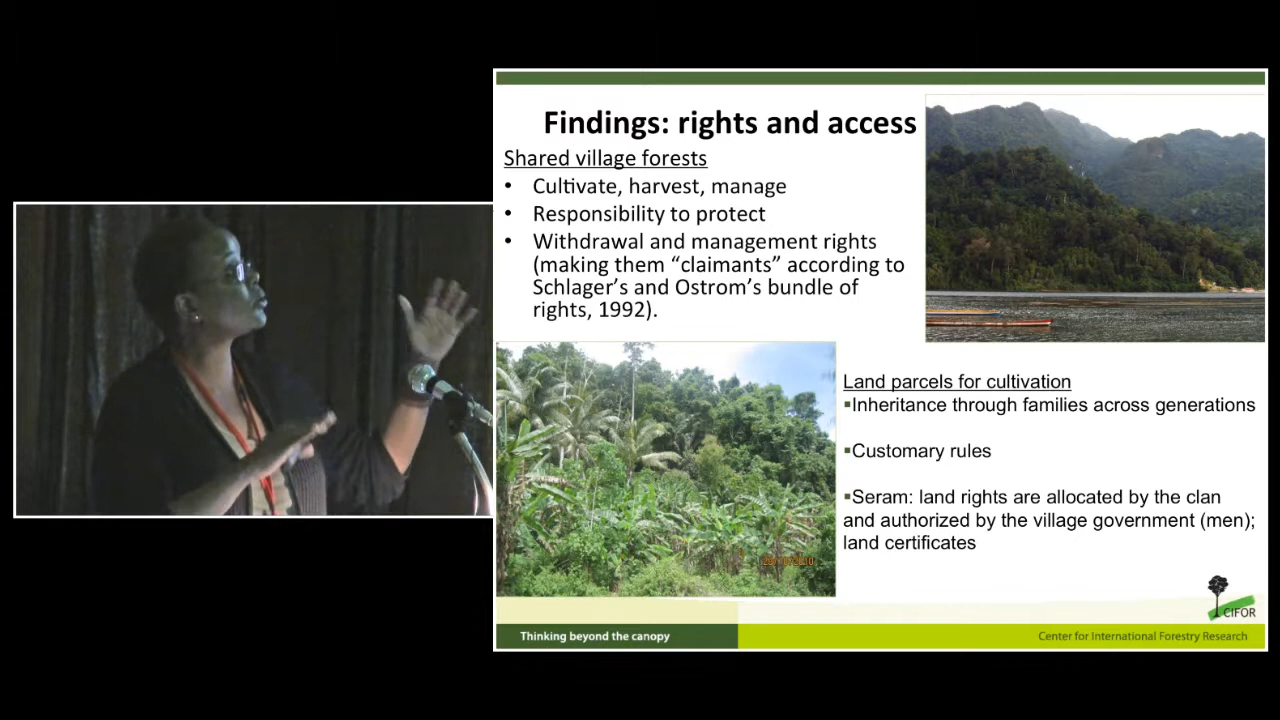 Findings: rights and access
Shared village forests
• Cultivate, harvest, manage
• Responsibility to protect
• Withdrawal and management rights
(making them “claimants” according to
Schlager’s and Ostrom’s bundle of
rights, 1992).
Land parcels for cultivation
▪Inheritance through families across generations
▪Customary rules
▪Seram: land rights are allocated by the clan
and authorized by the village government (men);
land certificates
CIFOR
Thinking beyond the canopy
Center for International Forestry Research